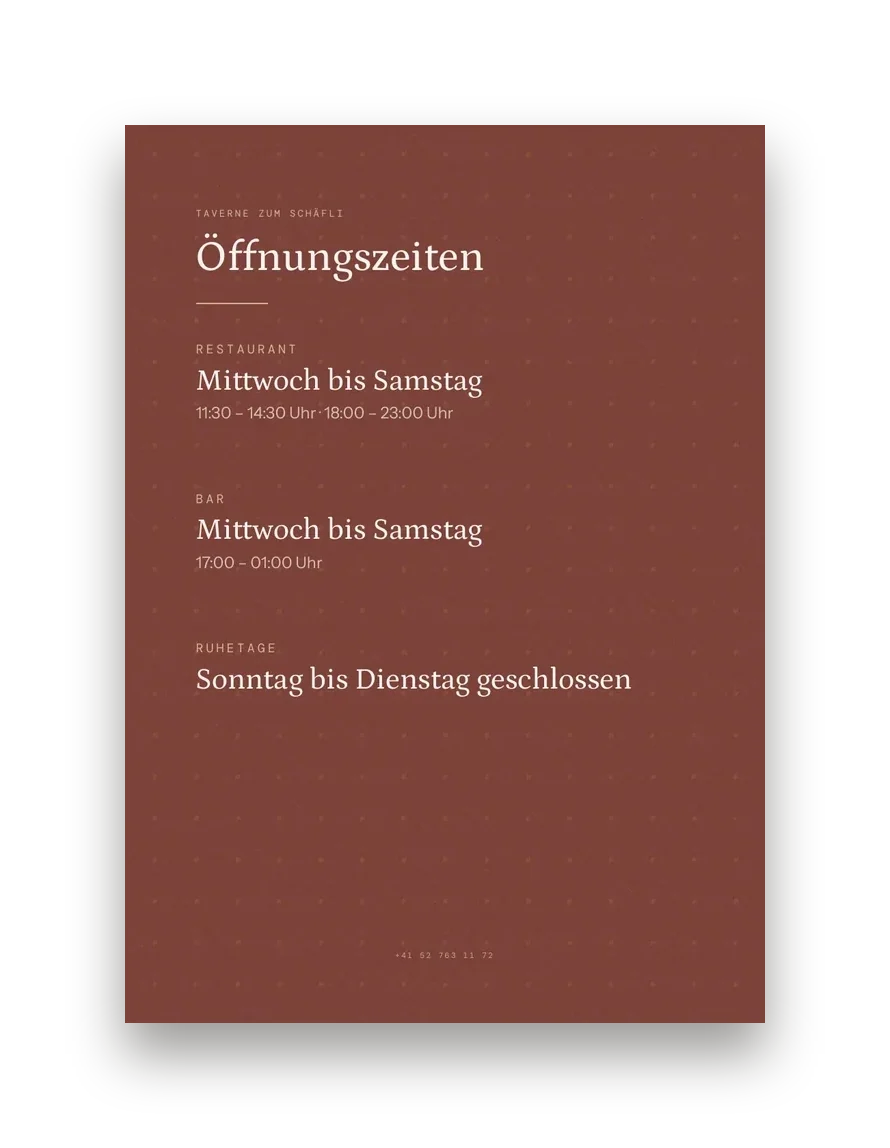 TAVERNE ZUM SCHÄFLI
Öffnungszeiten
RESTAURANT
Mittwoch bis Samstag
11:30 – 14:30 Uhr · 18:00 – 23:00 Uhr
BAR
Mittwoch bis Samstag
17:00 – 01:00 Uhr
RUHETAGE
Sonntag bis Dienstag geschlossen
+41 52 763 11 72